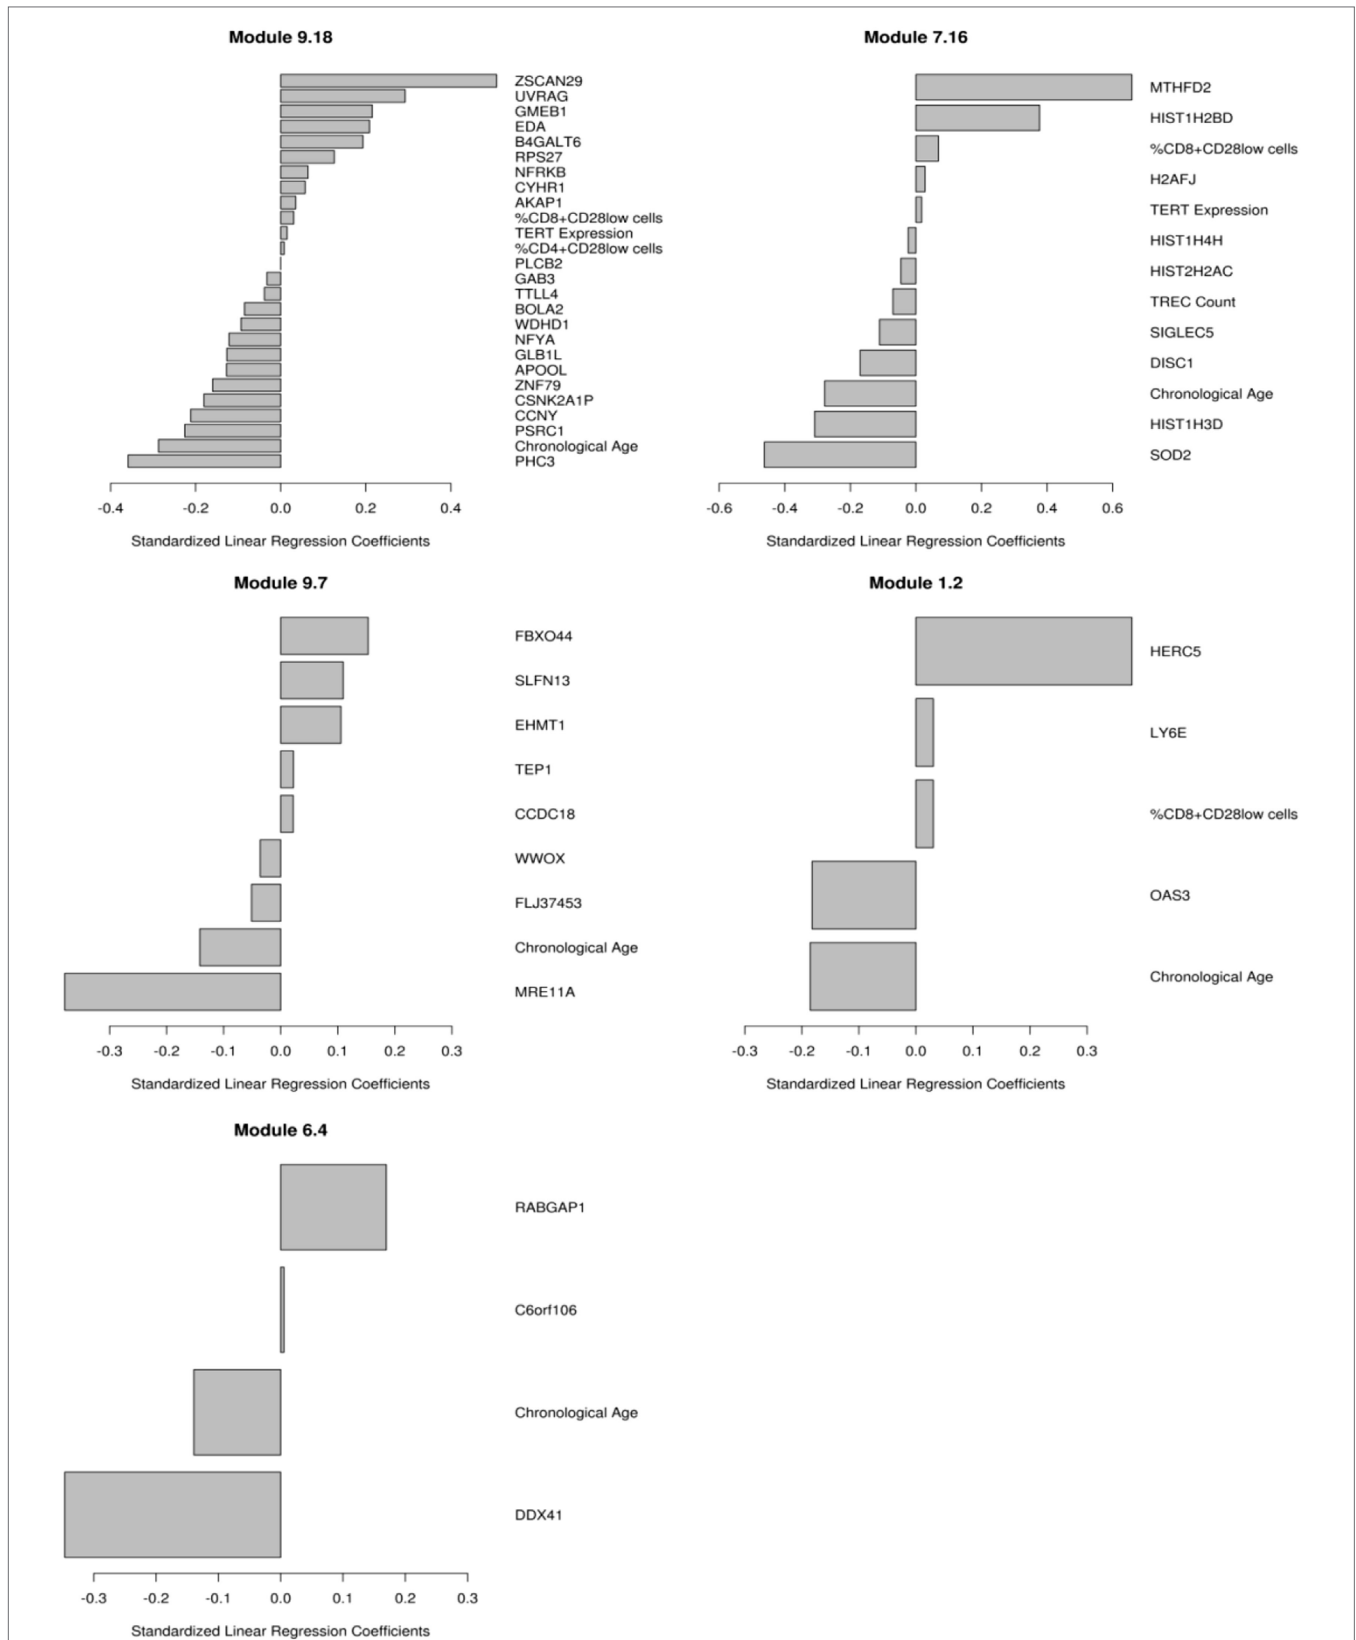 Module 9.18
ZSCAN29
UVRAG
GMEB1
EDA
B4GALT6
RPS27
NFRKB
CYHR1
AKAP1
%CD8+CD28low cells
TERT Expression
%CD4+CD28low cells
PLCB2
GAB3
TTLL4
BOLA2
WDHD1
NFYA
GLB1L
APOOL
ZNF79
CSNK2A1P
CCNY
PSRC1
Chronological Age
PHC3
-0.4 -0.2 0.0 0.2 0.4
Standardized Linear Regression Coefficients
Module 7.16
MTHFD2
HIST1H2BD
%CD8+CD28low cells
H2AFJ
TERT Expression
HIST1H4H
HIST2H2AC
TREC Count
SIGLEC5
DISC1
Chronological Age
HIST1H3D
SOD2
-0.6 -0.4 -0.2 0.0 0.2 0.4 0.6
Standardized Linear Regression Coefficients
Module 9.7
FBXO44
SLFN13
EHMT1
TEP1
CCDC18
WWOX
FLJ37453
Chronological Age
MRE11A
-0.3 -0.2 -0.1 0.0 0.1 0.2 0.3
Standardized Linear Regression Coefficients
Module 1.2
HERC5
LY6E
%CD8+CD28low cells
OAS3
Chronological Age
-0.3 -0.2 -0.1 0.0 0.1 0.2 0.3
Standardized Linear Regression Coefficients
Module 6.4
RABGAP1
C6orf106
Chronological Age
DDX41
-0.3 -0.2 -0.1 0.0 0.1 0.2 0.3
Standardized Linear Regression Coefficients